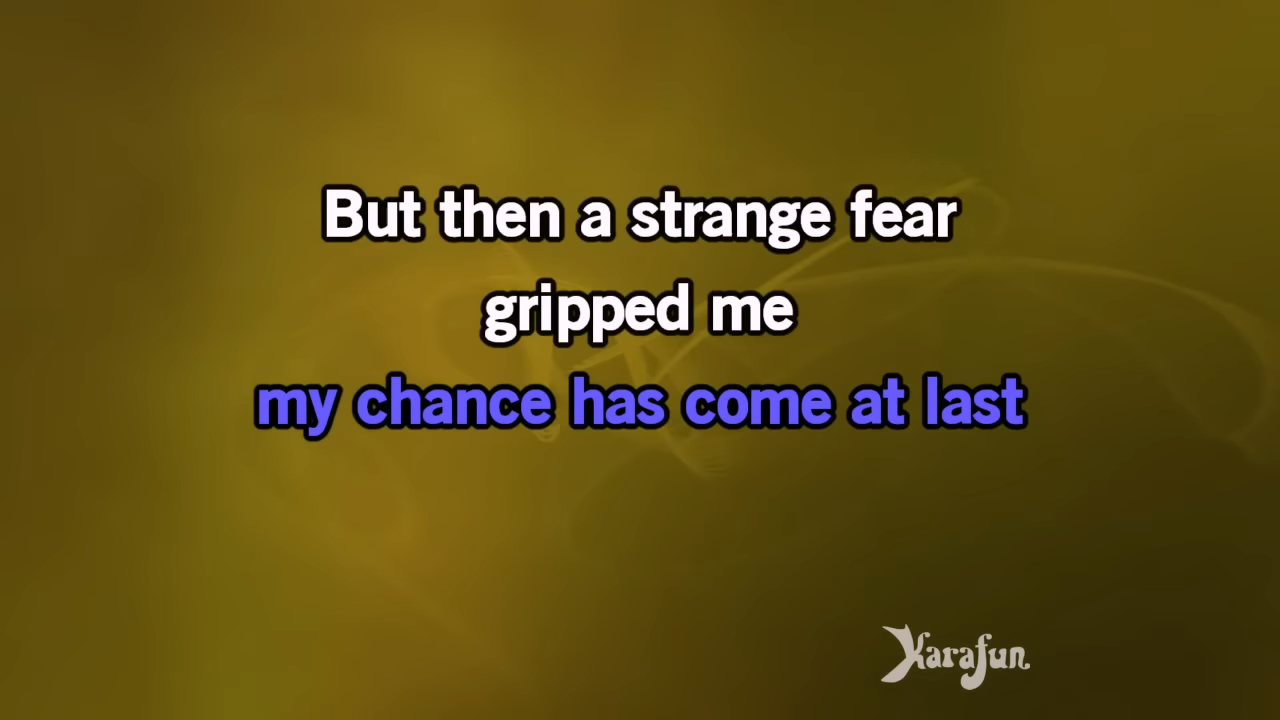 But then a strange fear
gripped me
my chance has come at last
Karafun